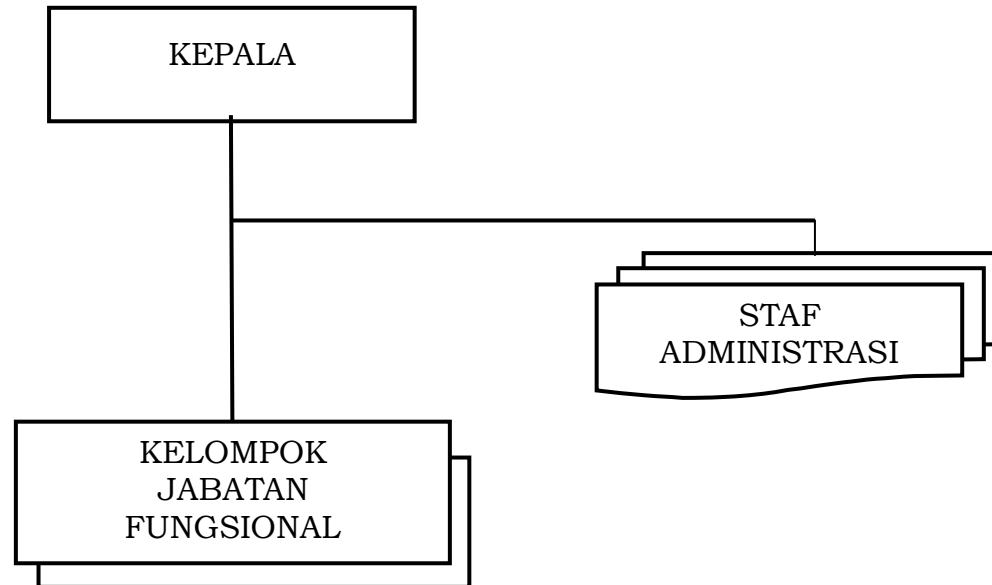 KEPALA
STAF
ADMINISTRASI
KELOMPOK
JABATAN
FUNGSIONAL